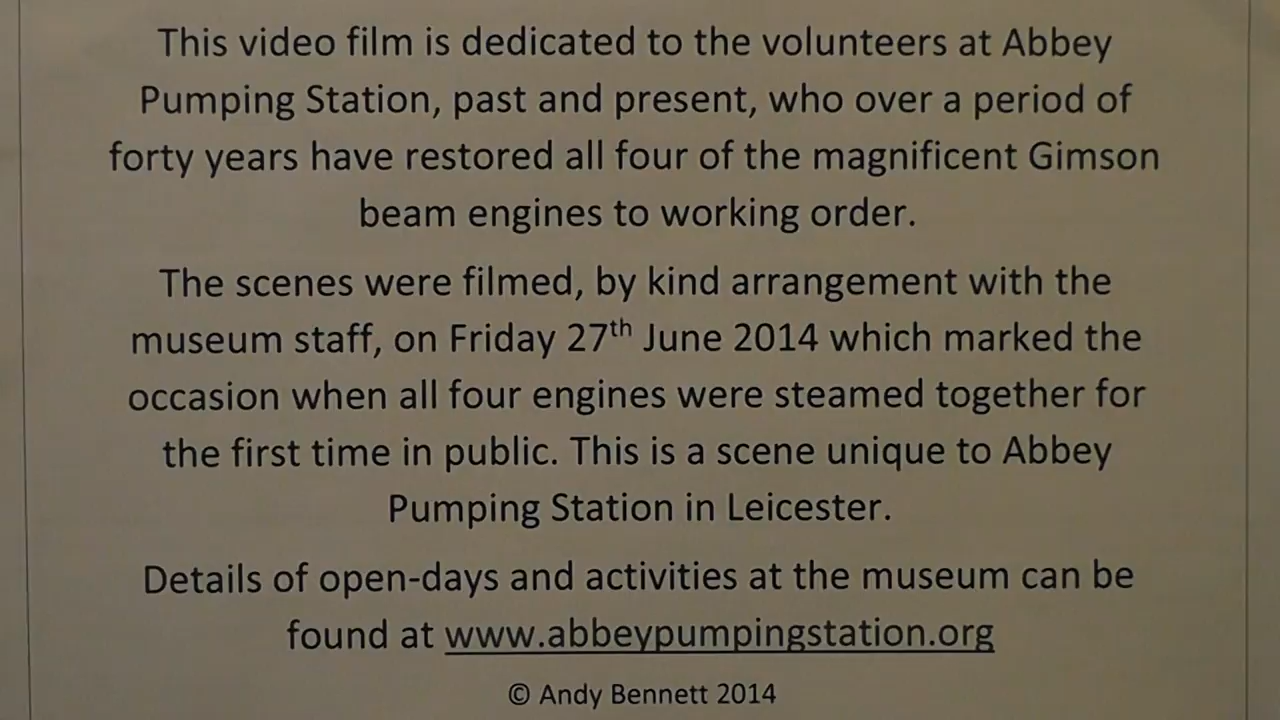 This video film is dedicated to the volunteers at Abbey
Pumping Station, past and present, who over a period of
forty years have restored all four of the magnificent Gimson
beam engines to working order.
The scenes were filmed, by kind arrangement with the
museum staff, on Friday 27th June 2014 which marked the
occasion when all four engines were steamed together for
the first time in public. This is a scene unique to Abbey
Pumping Station in Leicester.
Details of open-days and activities at the museum can be
found at www.abbeypumpingstation.org
© Andy Bennett 2014